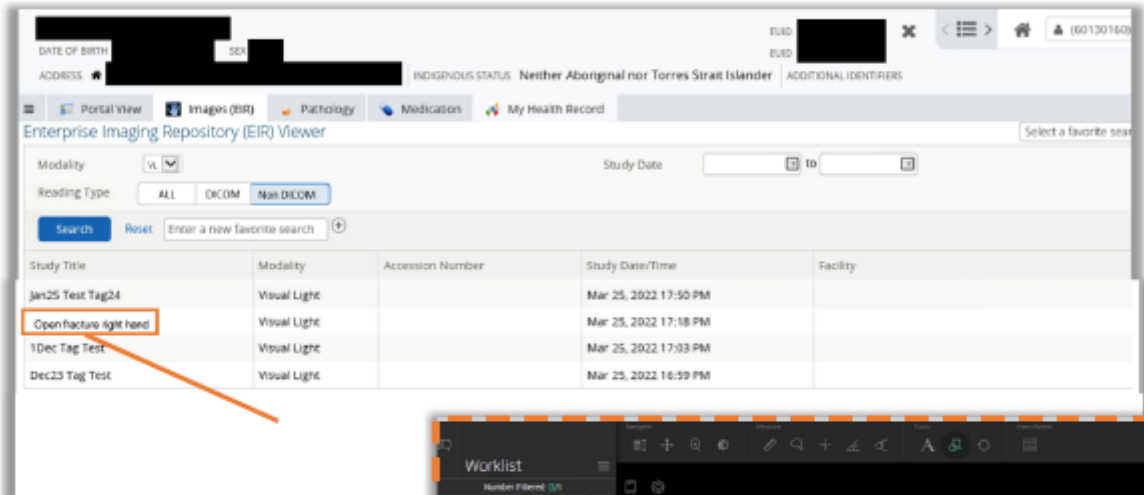 EUID
DATE OF BIRTH SEX EUID
(60130160)
ADDRESS INDIGENOUS STATUS Neither Aboriginal nor Torres Strait Islander ADDITIONAL IDENTIFIERS
Portal View Images (EIR) Pathology Medication My Health Record
Enterprise Imaging Repository (EIR) Viewer Select a favorite sear
Modality VL Study Date to
Reading Type ALL DICOM Non DICOM
Search Reset Enter a new favorite search
Study Title Modality Accession Number Study Date/Time Facility
Jan25 Test Tag24 Visual Light Mar 25, 2022 17:50 PM
Open fracture right hand Visual Light Mar 25, 2022 17:18 PM
1Dec Tag Test Visual Light Mar 25, 2022 17:03 PM
Dec23 Tag Test Visual Light Mar 25, 2022 16:59 PM
Navigate Measure Tools
A
Worklist
Number Filtered